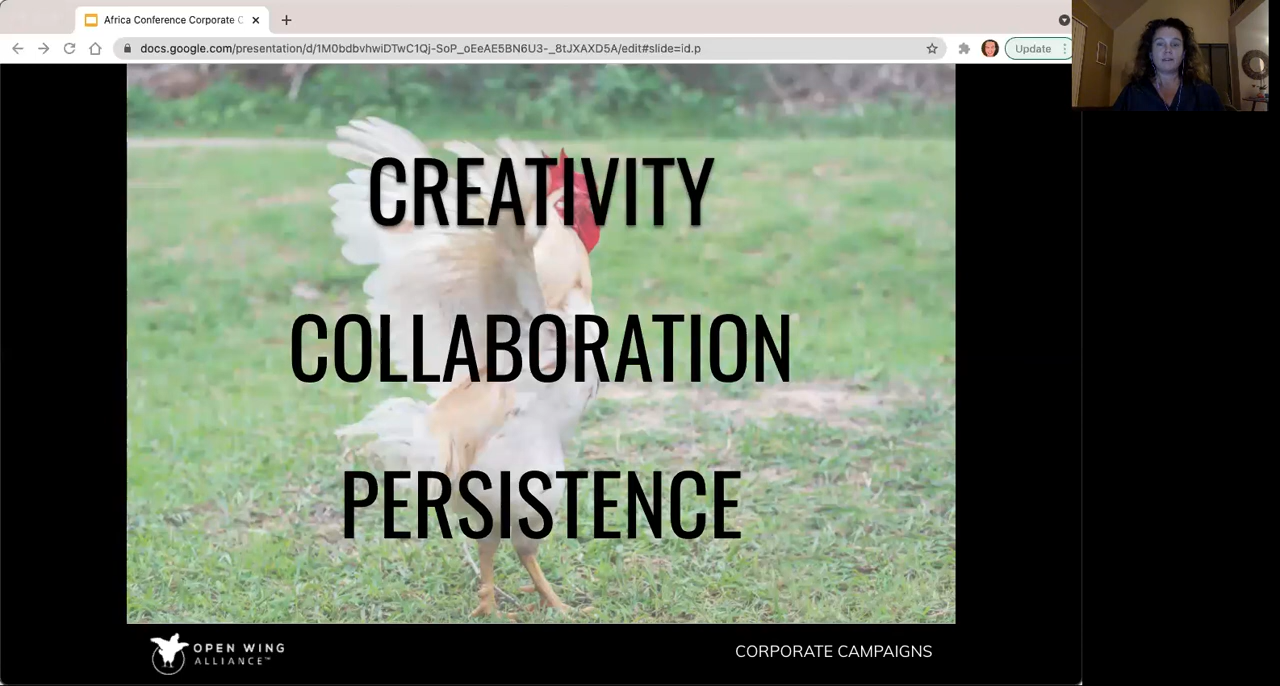 Africa Conference Corporate C
docs.google.com/presentation/d/1M0bdbvhwiDTwC1Qj-SoP_oEeAE5BN6U3-_8tJXAXD5A/edit#slide=id.p
Update
CREATIVITY
COLLABORATION
PERSISTENCE
OPEN WING
ALLIANCE™
CORPORATE CAMPAIGNS